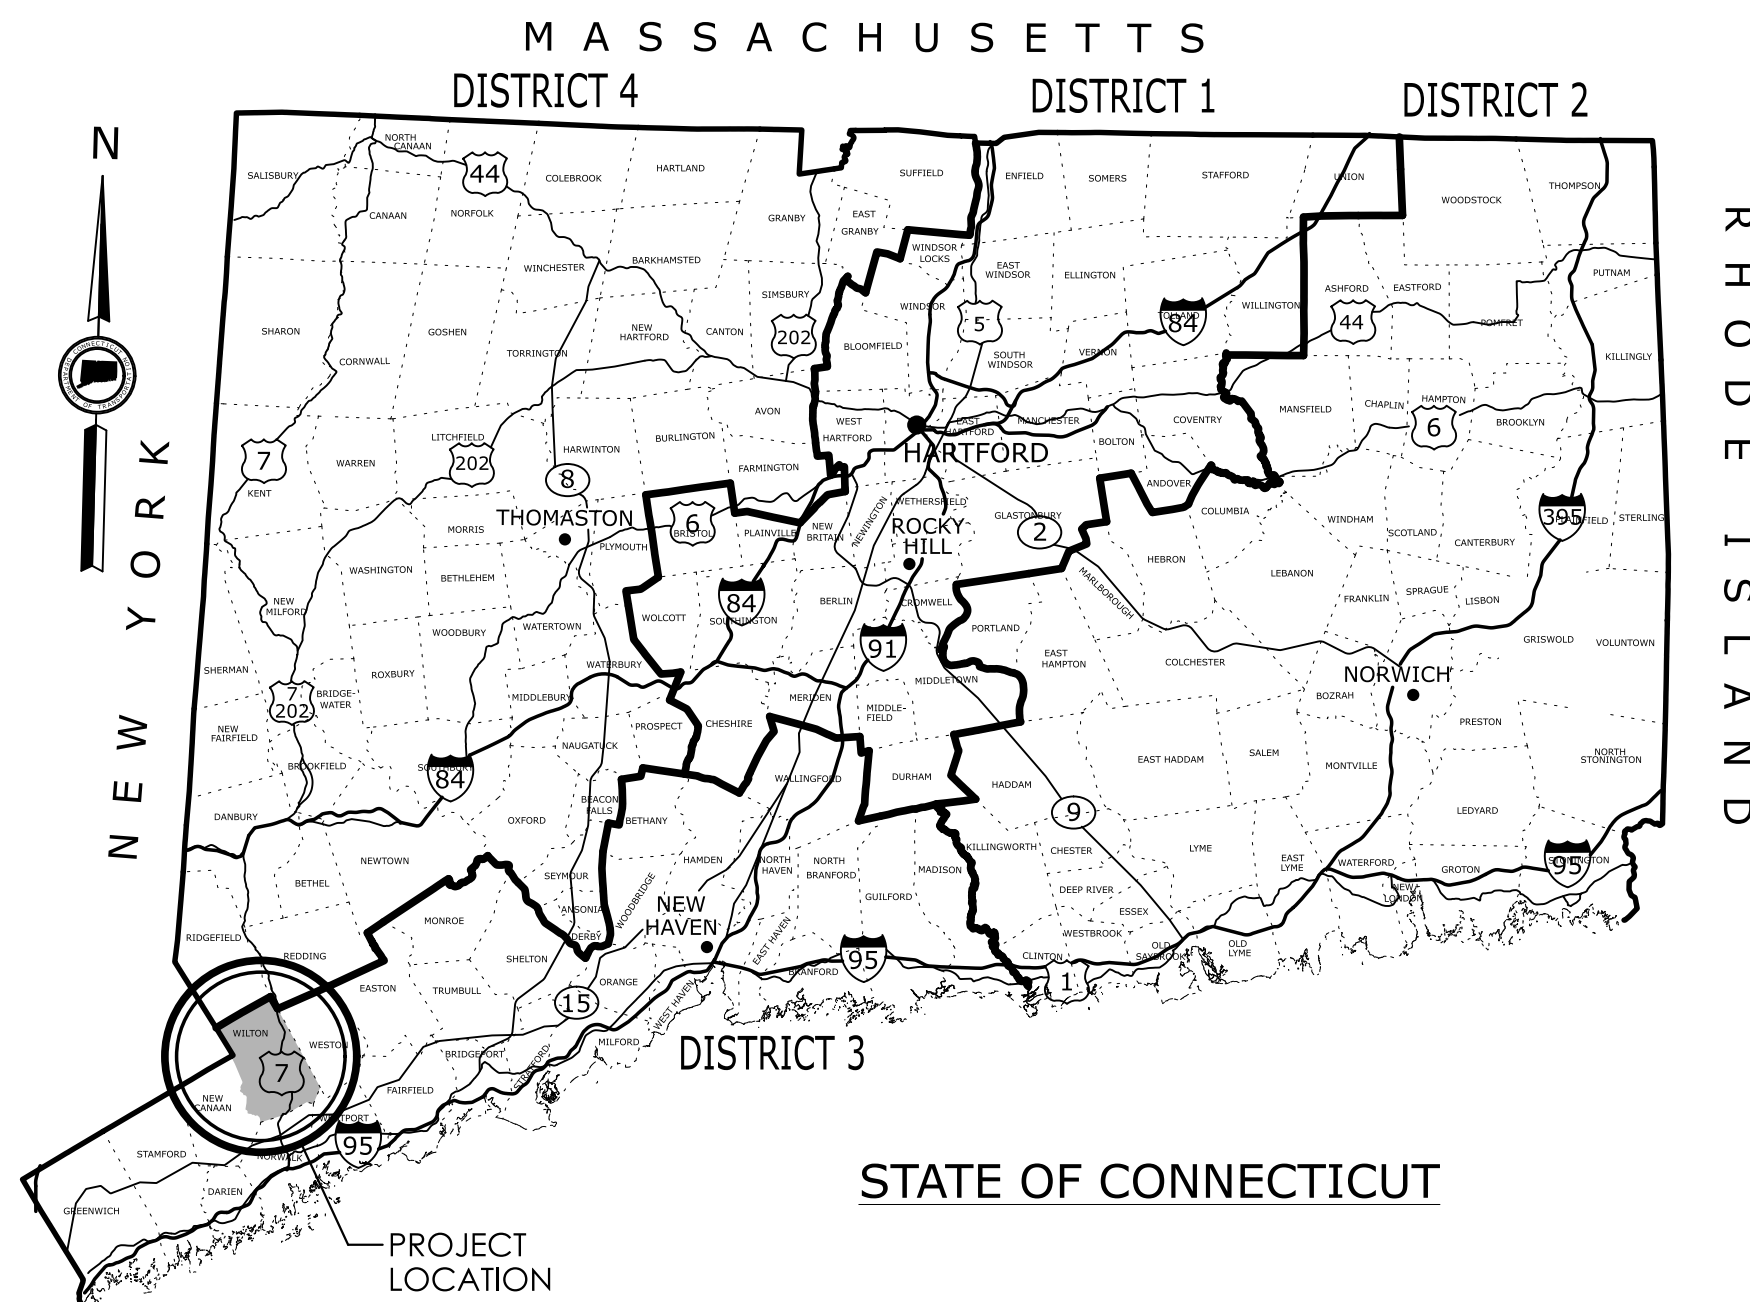 MASSACHUSETTS
DISTRICT 4
DISTRICT 1
DISTRICT 2
N
NEW YORK
RHODE ISLAND
CONNECTICUT
DEPARTMENT OF TRANSPORTATION
NORTH
CANAAN
SALISBURY
44
COLEBROOK
HARTLAND
SUFFIELD
ENFIELD
SOMERS
STAFFORD
UNION
WOODSTOCK
THOMPSON
CANAAN
NORFOLK
GRANBY
EAST
GRANBY
WINDSOR
LOCKS
EAST
WINDSOR
ELLINGTON
WINCHESTER
BARKHAMSTED
SIMSBURY
WINDSOR
WILLINGTON
ASHFORD
EASTFORD
PUTNAM
SHARON
GOSHEN
CORNWALL
TORRINGTON
NEW
HARTFORD
CANTON
202
BLOOMFIELD
5
SOUTH
WINDSOR
VERNON
TOLLAND
84
44
POMFRET
KILLINGLY
AVON
WEST
HARTFORD
EAST
HARTFORD
MANCHESTER
BOLTON
COVENTRY
MANSFIELD
CHAPLIN
HAMPTON
6
BROOKLYN
7
KENT
WARREN
LITCHFIELD
202
HARWINTON
8
BURLINGTON
FARMINGTON
HARTFORD
ANDOVER
THOMASTON
MORRIS
PLYMOUTH
6
BRISTOL
PLAINVILLE
NEW
BRITAIN
NEWINGTON
WETHERSFIELD
ROCKY
HILL
GLASTONBURY
2
COLUMBIA
WINDHAM
SCOTLAND
CANTERBURY
395
PLAINFIELD
STERLING
WASHINGTON
BETHLEHEM
HEBRON
LEBANON
MARLBOROUGH
FRANKLIN
SPRAGUE
LISBON
NEW
MILFORD
WOODBURY
WATERTOWN
WOLCOTT
84
SOUTHINGTON
BERLIN
CROMWELL
91
PORTLAND
EAST
HAMPTON
COLCHESTER
GRISWOLD
VOLUNTOWN
SHERMAN
ROXBURY
WATERBURY
MIDDLEBURY
MERIDEN
MIDDLETOWN
NORWICH
BOZRAH
7
202
BRIDGE-
WATER
NEW
FAIRFIELD
PROSPECT
CHESHIRE
MIDDLE-
FIELD
PRESTON
NAUGATUCK
BROOKFIELD
SOUTHBURY
84
WALLINGFORD
DURHAM
HADDAM
EAST HADDAM
SALEM
MONTVILLE
NORTH
STONINGTON
DANBURY
OXFORD
BEACON
FALLS
BETHANY
9
LEDYARD
NEWTOWN
BETHEL
SEYMOUR
HAMDEN
NORTH
HAVEN
NORTH
BRANFORD
MADISON
KILLINGWORTH
CHESTER
LYME
EAST
LYME
WATERFORD
GROTON
STONINGTON
95
NEW
LONDON
WOODBRIDGE
GUILFORD
DEEP RIVER
ESSEX
MONROE
ANSONIA
DERBY
NEW
HAVEN
EAST HAVEN
WESTBROOK
RIDGEFIELD
REDDING
SHELTON
95
BRANFORD
CLINTON
OLD
SAYBROOK
OLD
LYME
EASTON
TRUMBULL
15
ORANGE
WEST HAVEN
1
WILTON
WESTON
BRIDGEPORT
STRATFORD
MILFORD
DISTRICT 3
7
NEW
CANAAN
FAIRFIELD
WESTPORT
95
STAMFORD
NORWALK
DARIEN
GREENWICH
STATE OF CONNECTICUT
PROJECT
LOCATION